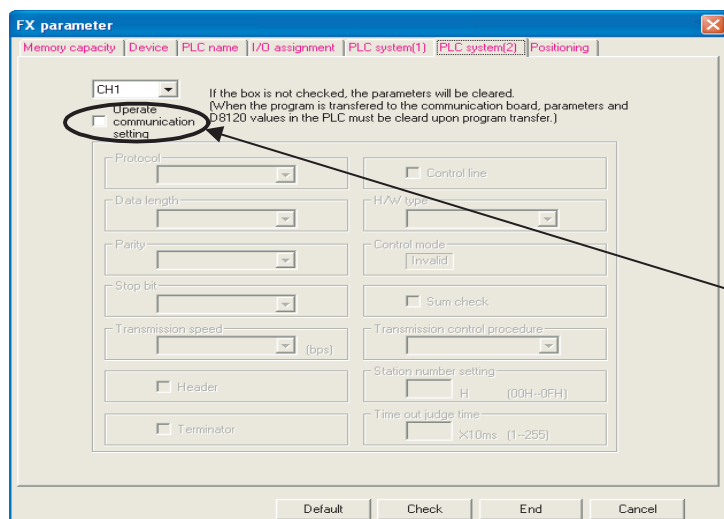 FX parameter
Memory capacity Device PLC name I/O assignment PLC system(1) PLC system(2) Positioning
CH1
If the box is not checked, the parameters will be cleared.
(When the program is transfered to the communication board, parameters and
D8120 values in the PLC must be cleard upon program transfer.)
Operate
communication
setting
Protocol
Control line
Data length
H/W type
Parity
Control mode
Invalid
Stop bit
Sum check
Transmission speed
(bps)
Transmission control procedure
Header
Station number setting
H (00H--0FH)
Terminator
Time out judge time
X10ms (1--255)
Default Check End Cancel